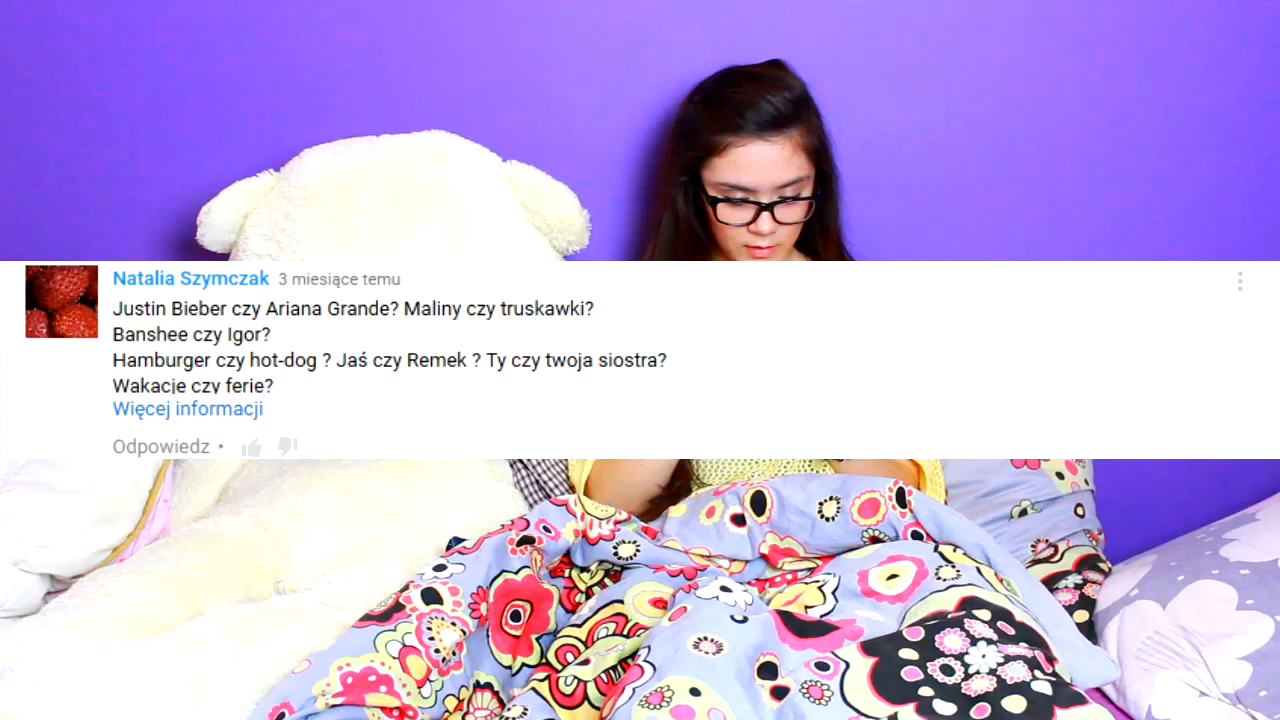 Natalia Szymczak 3 miesiące temu
Justin Bieber czy Ariana Grande? Maliny czy truskawki?
Banshee czy Igor?
Hamburger czy hot-dog ? Jaś czy Remek ? Ty czy twoja siostra?
Wakacje czy ferie?
Więcej informacji
Odpowiedz •